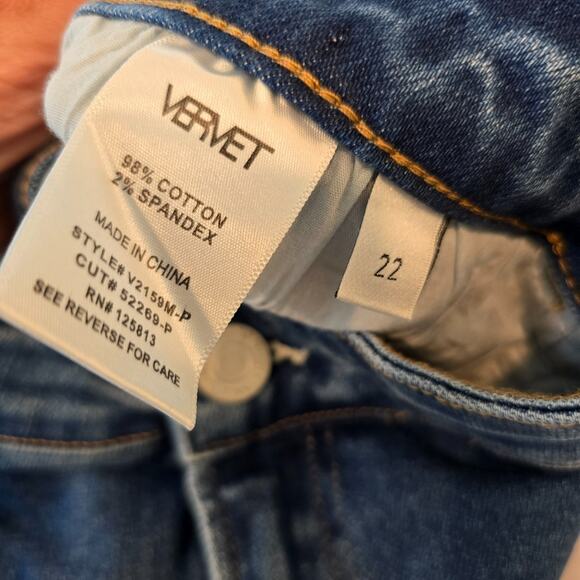 VERVET
98% COTTON
2% SPANDEX
MADE IN CHINA
STYLE# V2159M-P
CUT# 52269-P
RN# 125813
SEE REVERSE FOR CARE
22